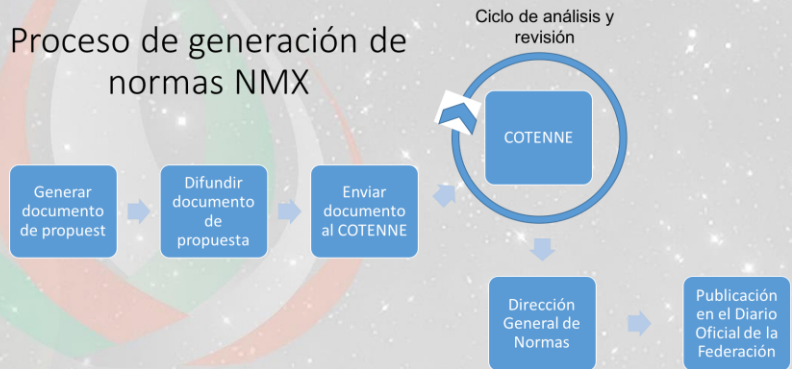 Proceso de generación de
normas NMX
Ciclo de análisis y
revisión
Generar
documento
de propuest
Difundir
documento
de
propuesta
Enviar
documento
al COTENNE
COTENNE
Dirección
General de
Normas
Publicación
en el Diario
Oficial de la
Federación